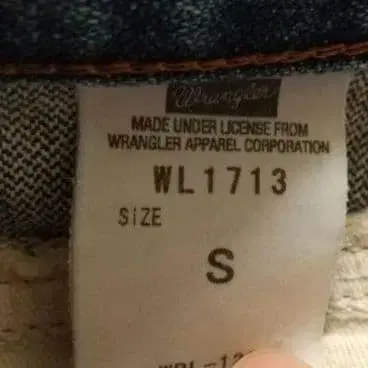 Wrangler
MADE UNDER LICENSE FROM
WRANGLER APPAREL CORPORATION
WL1713
SIZE
S